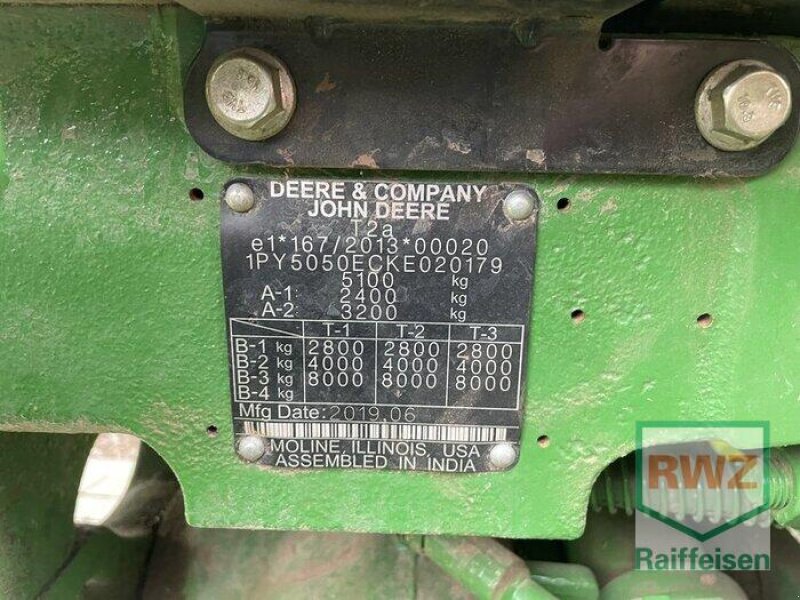 DEERE & COMPANY
JOHN DEERE
T2a
e1*167/2013*00020
1PY5050ECKE020179
5100 kg
A-1: 2400 kg
A-2: 3200 kg
T-1 T-2 T-3
B-1 kg 2800 2800 2800
B-2 kg 4000 4000 4000
B-3 kg 8000 8000 8000
B-4 kg
Mfg Date: 2019.06
MOLINE, ILLINOIS, USA
ASSEMBLED IN INDIA
RWZ
Raiffeisen